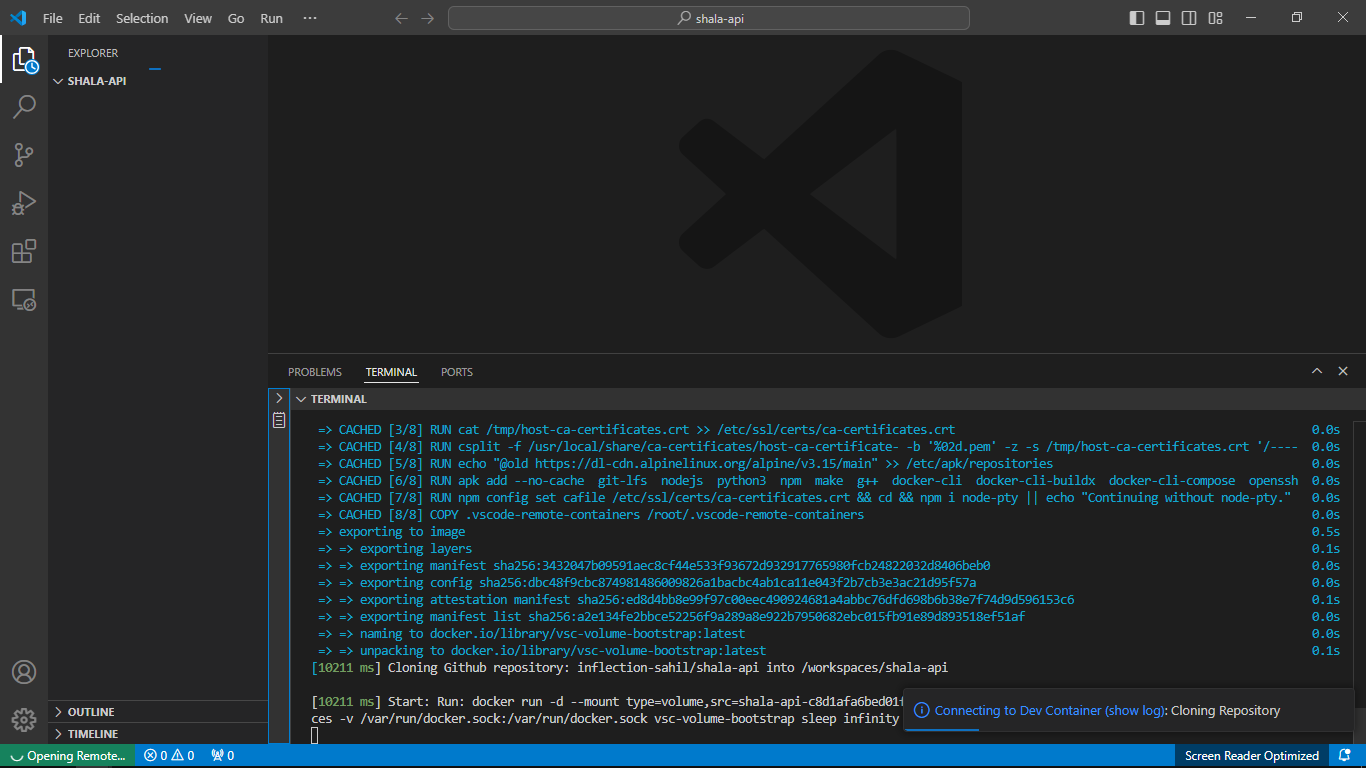 File Edit Selection View Go Run ···
shala-api
EXPLORER
SHALA-API
PROBLEMS TERMINAL PORTS
TERMINAL
=> CACHED [3/8] RUN cat /tmp/host-ca-certificates.crt >> /etc/ssl/certs/ca-certificates.crt 0.0s
=> CACHED [4/8] RUN csplit -f /usr/local/share/ca-certificates/host-ca-certificate- -b '%02d.pem' -z -s /tmp/host-ca-certificates.crt '/---- 0.0s
=> CACHED [5/8] RUN echo "@old https://dl-cdn.alpinelinux.org/alpine/v3.15/main" >> /etc/apk/repositories 0.0s
=> CACHED [6/8] RUN apk add --no-cache git-lfs nodejs python3 npm make g++ docker-cli docker-cli-buildx docker-cli-compose openssh 0.0s
=> CACHED [7/8] RUN npm config set cafile /etc/ssl/certs/ca-certificates.crt && cd && npm i node-pty || echo "Continuing without node-pty." 0.0s
=> CACHED [8/8] COPY .vscode-remote-containers /root/.vscode-remote-containers 0.0s
=> exporting to image 0.5s
=> => exporting layers 0.1s
=> => exporting manifest sha256:3432047b09591aec8cf44e533f93672d932917765980fcb24822032d8406beb0 0.0s
=> => exporting config sha256:dbc48f9cbc874981486009826a1bacbc4ab1ca11e043f2b7cb3e3ac21d95f57a 0.0s
=> => exporting attestation manifest sha256:ed8d4bb8e99f97c00eec490924681a4abbc76dfd698b6b38e7f74d9d596153c6 0.1s
=> => exporting manifest list sha256:a2e134fe2bbce52256f9a289a8e922b7950682ebc015fb91e89d893518ef51af 0.0s
=> => naming to docker.io/library/vsc-volume-bootstrap:latest 0.0s
=> => unpacking to docker.io/library/vsc-volume-bootstrap:latest 0.1s
[10211 ms] Cloning Github repository: inflection-sahil/shala-api into /workspaces/shala-api
[10211 ms] Start: Run: docker run -d --mount type=volume,src=shala-api-c8d1afa6bed01f
ces -v /var/run/docker.sock:/var/run/docker.sock vsc-volume-bootstrap sleep infinity
Connecting to Dev Container (show log): Cloning Repository
OUTLINE
TIMELINE
Opening Remote... 0 0 0 Screen Reader Optimized